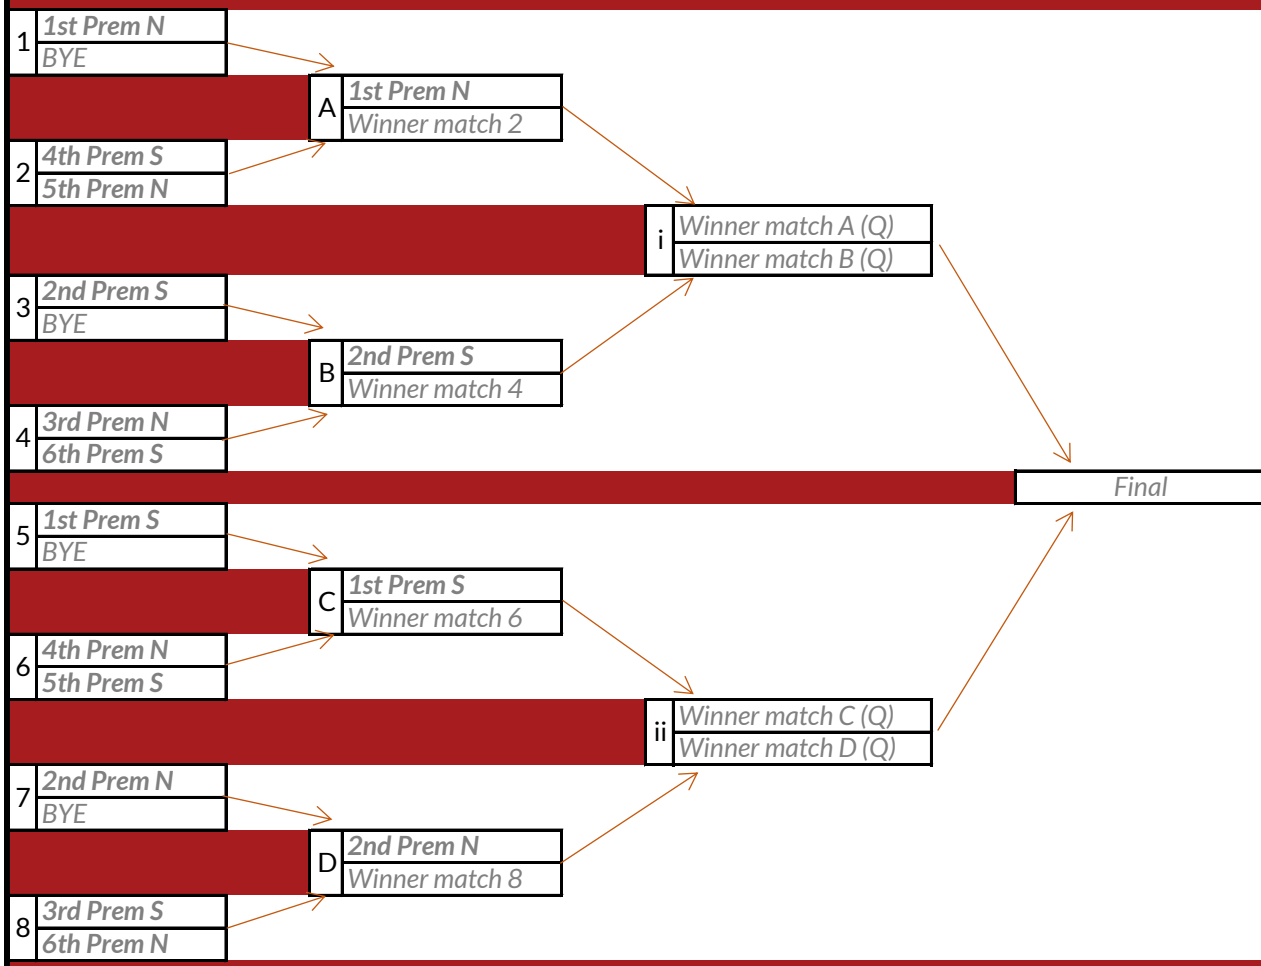 1
1st Prem N
BYE
A
1st Prem N
Winner match 2
2
4th Prem S
5th Prem N
i
Winner match A (Q)
Winner match B (Q)
3
2nd Prem S
BYE
B
2nd Prem S
Winner match 4
4
3rd Prem N
6th Prem S
Final
5
1st Prem S
BYE
C
1st Prem S
Winner match 6
6
4th Prem N
5th Prem S
ii
Winner match C (Q)
Winner match D (Q)
7
2nd Prem N
BYE
D
2nd Prem N
Winner match 8
8
3rd Prem S
6th Prem N